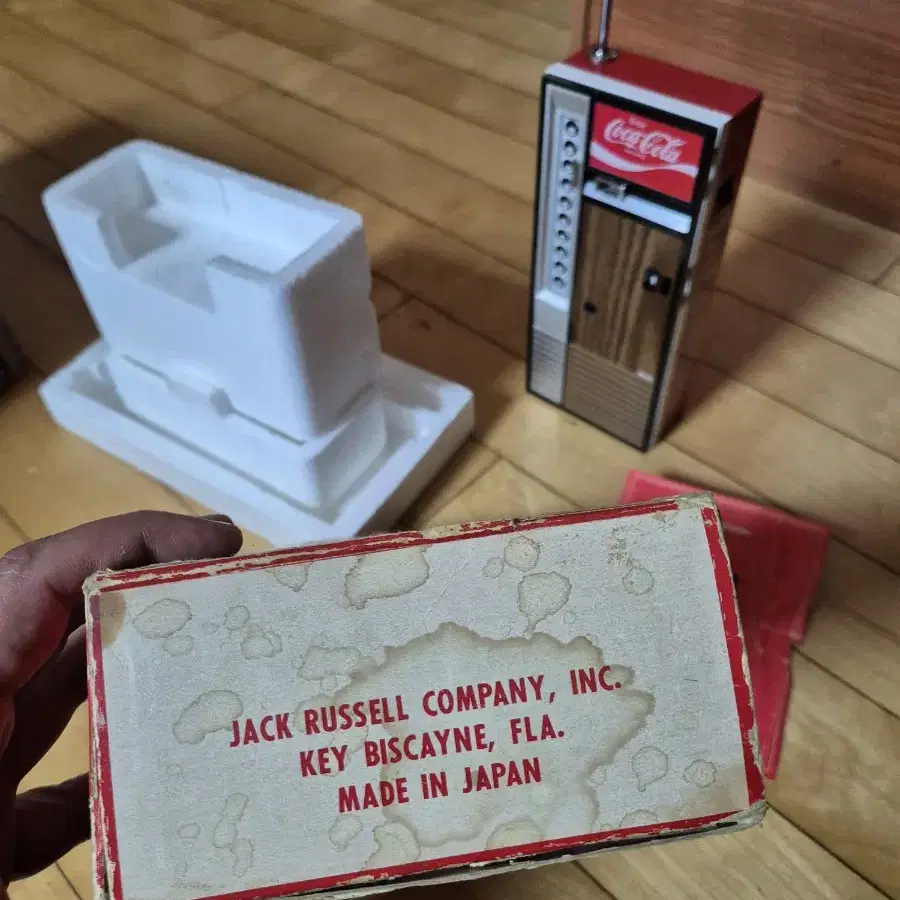 Coca-Cola
JACK RUSSELL COMPANY, INC.
KEY BISCAYNE, FLA.
MADE IN JAPAN